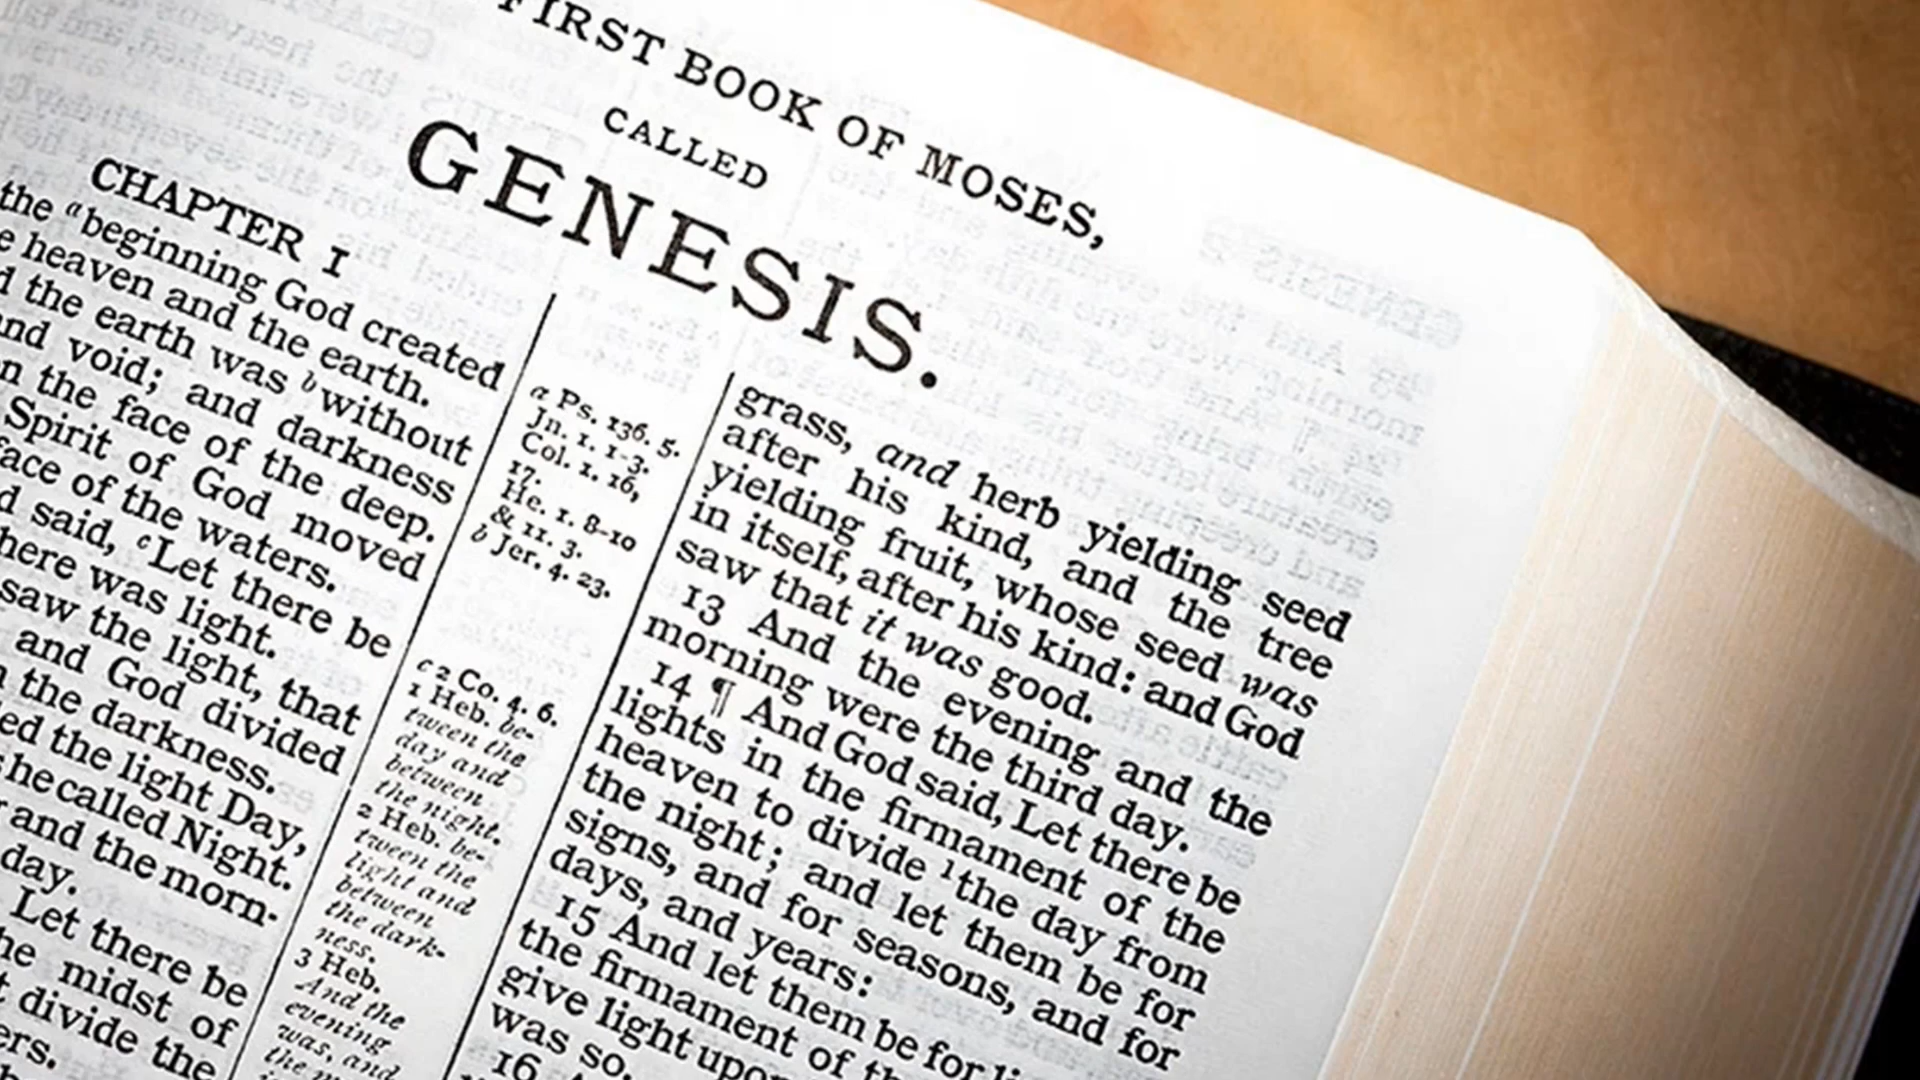 FIRST BOOK OF MOSES,
CALLED
GENESIS.
CHAPTER 1
the a beginning God created
heaven and the earth.
the earth was b without
and void; and darkness
the face of the deep.
Spirit of God moved
face of the waters.
said, c Let there be
there was light.
saw the light, that
and God divided
the darkness.
the light Day,
he called Night.
and the morn-
day.
Let there be
the midst of
divide the
a Ps. 136. 5.
Jn. 1. 1-3.
Col. 1. 16,
17.
He. 1. 8-10
& 11. 3.
b Jer. 4. 23.
c 2 Co. 4. 6.
1 Heb. be-
tween the
day and
between
the night.
2 Heb. be-
tween the
light and
between
the dark-
ness.
3 Heb.
And the
evening
was, and
the
grass, and herb yielding seed
after his kind, and the tree
yielding fruit, whose seed was
in itself, after his kind: and God
saw that it was good.
13 And the evening and the
morning were the third day.
14 ¶ And God said, Let there be
lights in the firmament of the
heaven to divide 1 the day from
the night; and let them be for
signs, and for seasons, and for
days, and years:
15 And let them be for
the firmament of
give light upon
was so.
16